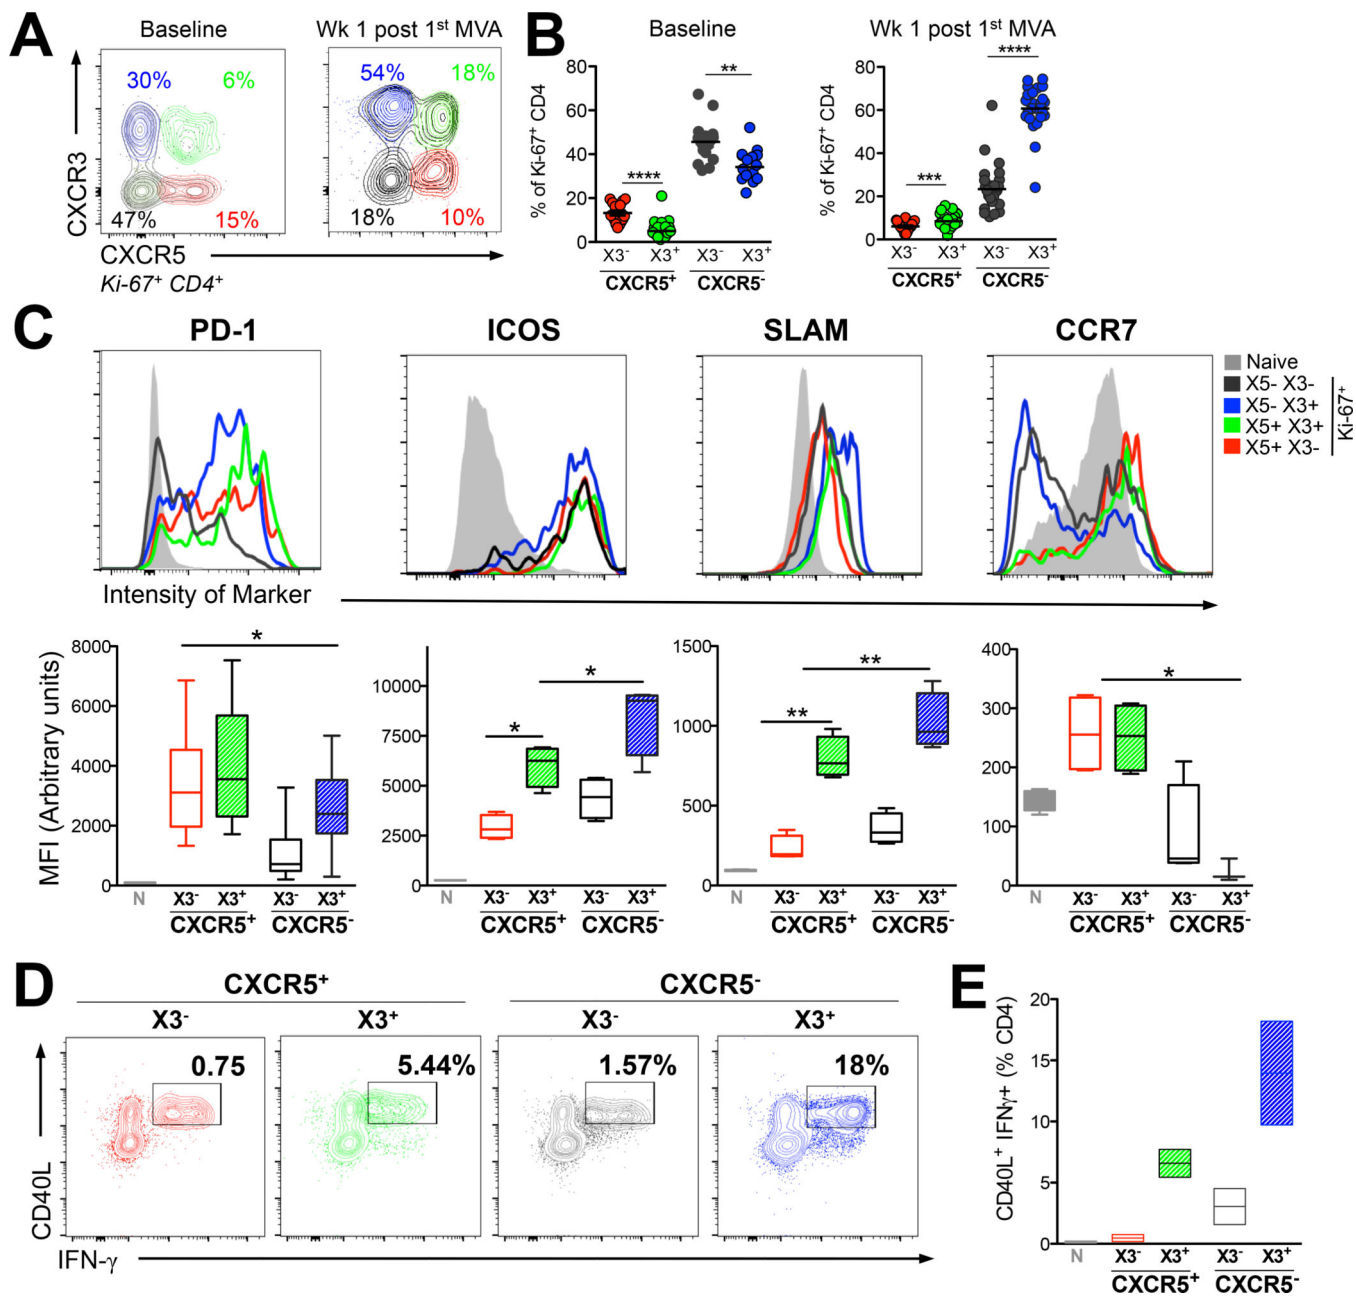 A
Baseline
Wk 1 post 1st MVA
30%
6%
47%
15%
54%
18%
18%
10%
CXCR3
CXCR5
Ki-67+ CD4+
B
Baseline
Wk 1 post 1st MVA
% of Ki-67+ CD4
80
60
40
20
0
****
**
X3- X3+ X3- X3+
CXCR5+ CXCR5-
% of Ki-67+ CD4
80
60
40
20
0
***
****
X3- X3+ X3- X3+
CXCR5+ CXCR5-
C
PD-1
ICOS
SLAM
CCR7
Naive
X5- X3-
X5- X3+
X5+ X3+
X5+ X3-
Ki-67+
Intensity of Marker
MFI (Arbitrary units)
8000
6000
4000
2000
0
*
N X3- X3+ X3- X3+
CXCR5+ CXCR5-
10000
7500
5000
2500
0
*
*
N X3- X3+ X3- X3+
CXCR5+ CXCR5-
1500
1000
500
0
**
**
N X3- X3+ X3- X3+
CXCR5+ CXCR5-
400
300
200
100
0
*
N X3- X3+ X3- X3+
CXCR5+ CXCR5-
D
CXCR5+
CXCR5-
X3-
X3+
X3-
X3+
0.75
5.44%
1.57%
18%
CD40L
IFN-γ
E
CD40L+ IFNγ+ (% CD4)
20
15
10
5
0
N X3- X3+ X3- X3+
CXCR5+ CXCR5-